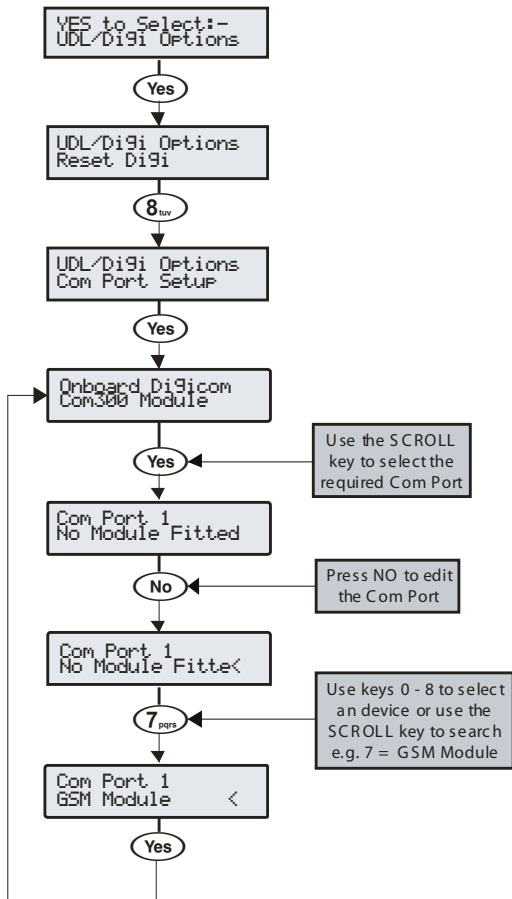 YES to Select:-
UDL/Digi Options
Yes
UDL/Digi Options
Reset Digi
8tuv
UDL/Digi Options
Com Port Setup
Yes
Onboard Digicom
Com300 Module
Yes
Use the SCROLL
key to select the
required Com Port
Com Port 1
No Module Fitted
No
Press NO to edit
the Com Port
Com Port 1
No Module Fitte<
7pqrs
Use keys 0 - 8 to select
an device or use the
SCROLL key to search
e.g. 7 = GSM Module
Com Port 1
GSM Module <
Yes